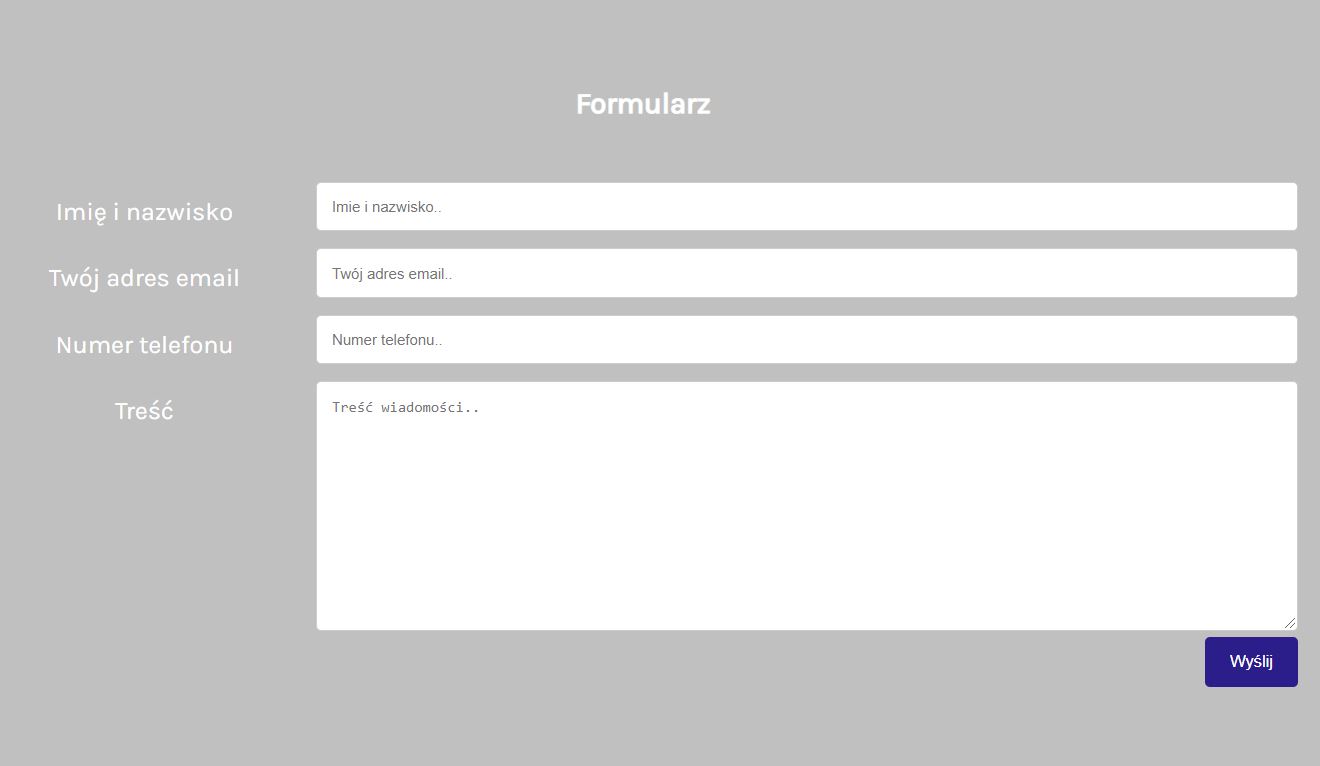 Formularz
Imię i nazwisko
Imie i nazwisko..
Twój adres email
Twój adres email..
Numer telefonu
Numer telefonu..
Treść
Treść wiadomości..
Wyślij